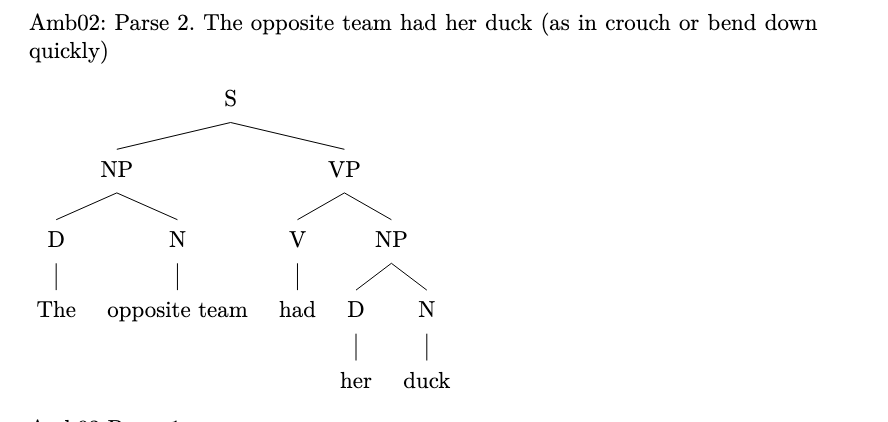 Amb02: Parse 2. The opposite team had her duck (as in crouch or bend down
quickly)
S
NP VP
D N V NP
The opposite team had D N
her duck